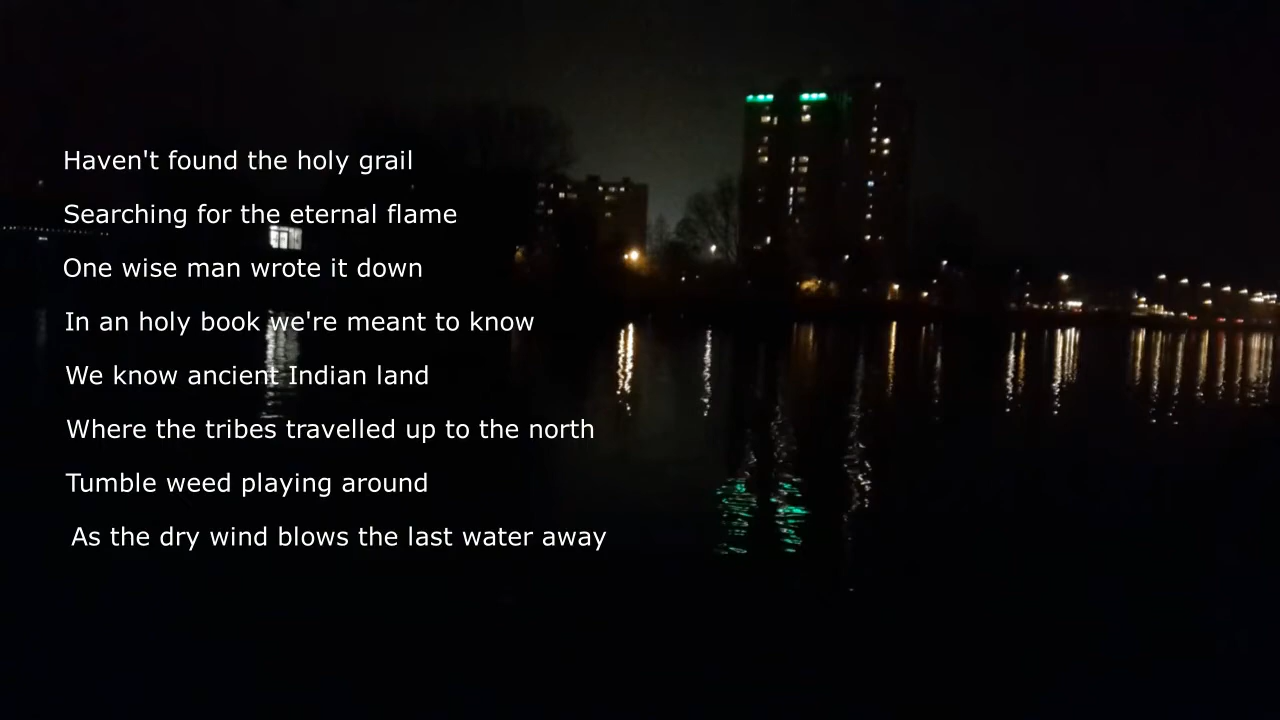 Haven't found the holy grail
Searching for the eternal flame
One wise man wrote it down
In an holy book we're meant to know
We know ancient Indian land
Where the tribes travelled up to the north
Tumble weed playing around
As the dry wind blows the last water away